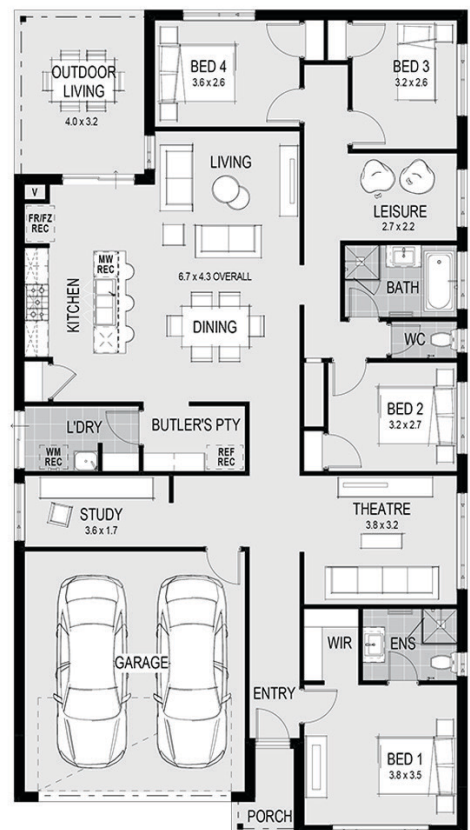 BED 4
3.6 x 2.6
BED 3
3.2 x 2.6
OUTDOOR
LIVING
4.0 x 3.2
LIVING
LEISURE
2.7 x 2.2
V
FR/FZ
REC
MW
REC
6.7 x 4.3 OVERALL
KITCHEN
DINING
BATH
WC
BED 2
3.2 x 2.7
L'DRY
BUTLER'S PTY
WM
REC
REF
REC
STUDY
3.6 x 1.7
THEATRE
3.8 x 3.2
GARAGE
WIR
ENS
ENTRY
BED 1
3.8 x 3.5
PORCH